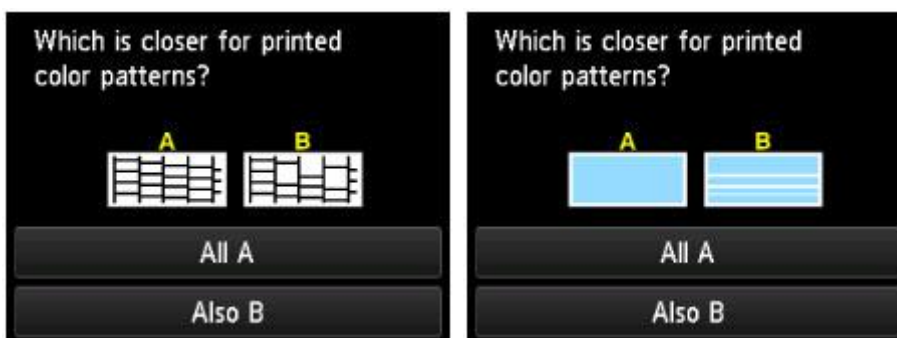 Which is closer for printed
color patterns?
A B
All A
Also B
Which is closer for printed
color patterns?
A B
All A
Also B